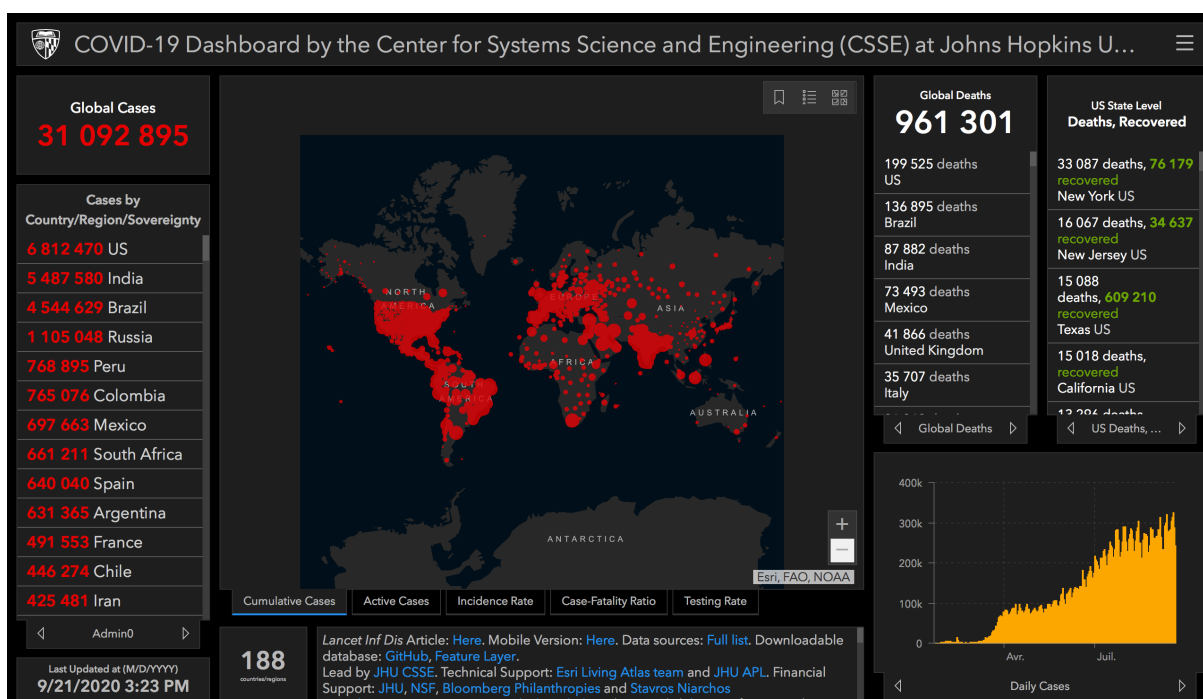 COVID-19 Dashboard by the Center for Systems Science and Engineering (CSSE) at Johns Hopkins U...
Global Cases
31 092 895
Cases by
Country/Region/Sovereignty
6 812 470 US
5 487 580 India
4 544 629 Brazil
1 105 048 Russia
768 895 Peru
765 076 Colombia
697 663 Mexico
661 211 South Africa
640 040 Spain
631 365 Argentina
491 553 France
446 274 Chile
425 481 Iran
Admin0
Last Updated at (M/D/YYYY)
9/21/2020 3:23 PM
NORTH
AMERICA
EUROPE
ASIA
AFRICA
SOUTH
AMERICA
AUSTRALIA
ANTARCTICA
+
−
Esri, FAO, NOAA
Cumulative Cases
Active Cases
Incidence Rate
Case-Fatality Ratio
Testing Rate
188
countries/regions
Lancet Inf Dis Article: Here. Mobile Version: Here. Data sources: Full list. Downloadable
database: GitHub, Feature Layer.
Lead by JHU CSSE. Technical Support: Esri Living Atlas team and JHU APL. Financial
Support: JHU, NSF, Bloomberg Philanthropies and Stavros Niarchos
Global Deaths
961 301
199 525 deaths
US
136 895 deaths
Brazil
87 882 deaths
India
73 493 deaths
Mexico
41 866 deaths
United Kingdom
35 707 deaths
Italy
Global Deaths
US State Level
Deaths, Recovered
33 087 deaths, 76 179
recovered
New York US
16 067 deaths, 34 637
recovered
New Jersey US
15 088
deaths, 609 210
recovered
Texas US
15 018 deaths,
recovered
California US
US Deaths, ...
400k
300k
200k
100k
0
Avr.
Juil.
Daily Cases